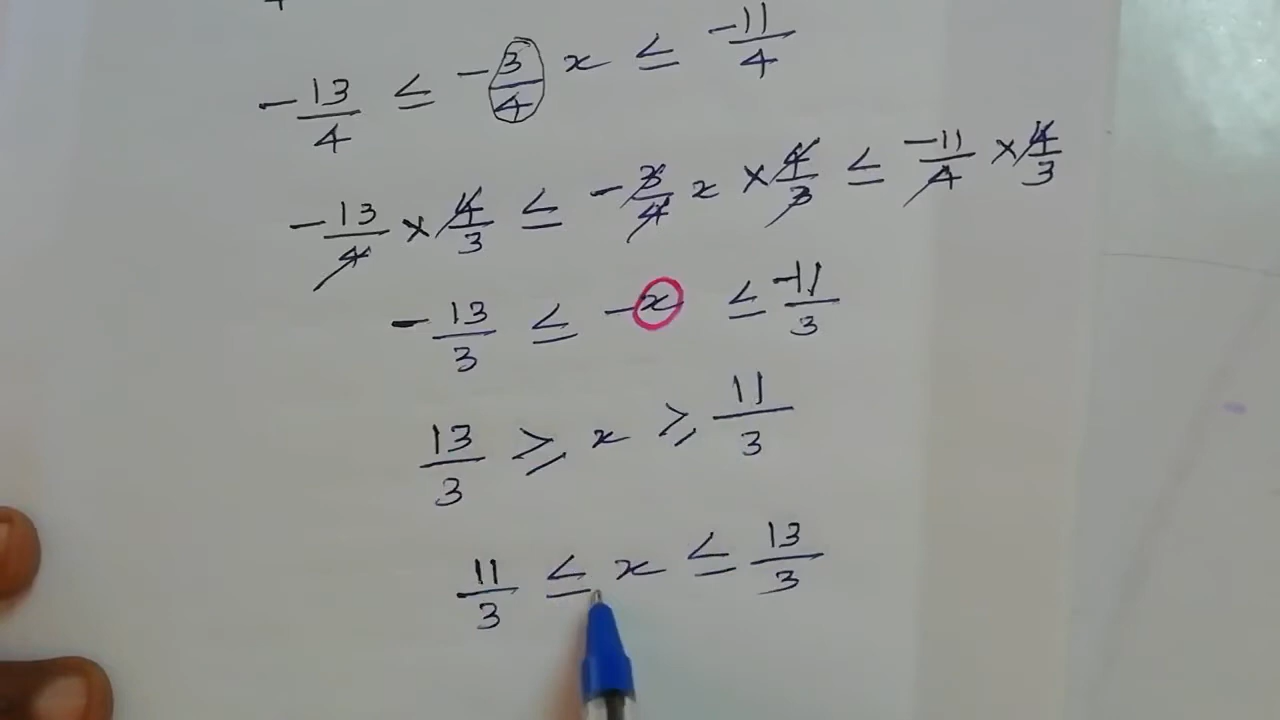 -13/4 ≤ -3/4 x ≤ -11/4
-13/4 × 4/3 ≤ -3/4 x × 4/3 ≤ -11/4 × 4/3
-13/3 ≤ -x ≤ -11/3
13/3 ≥ x ≥ 11/3
11/3 ≤ x ≤ 13/3